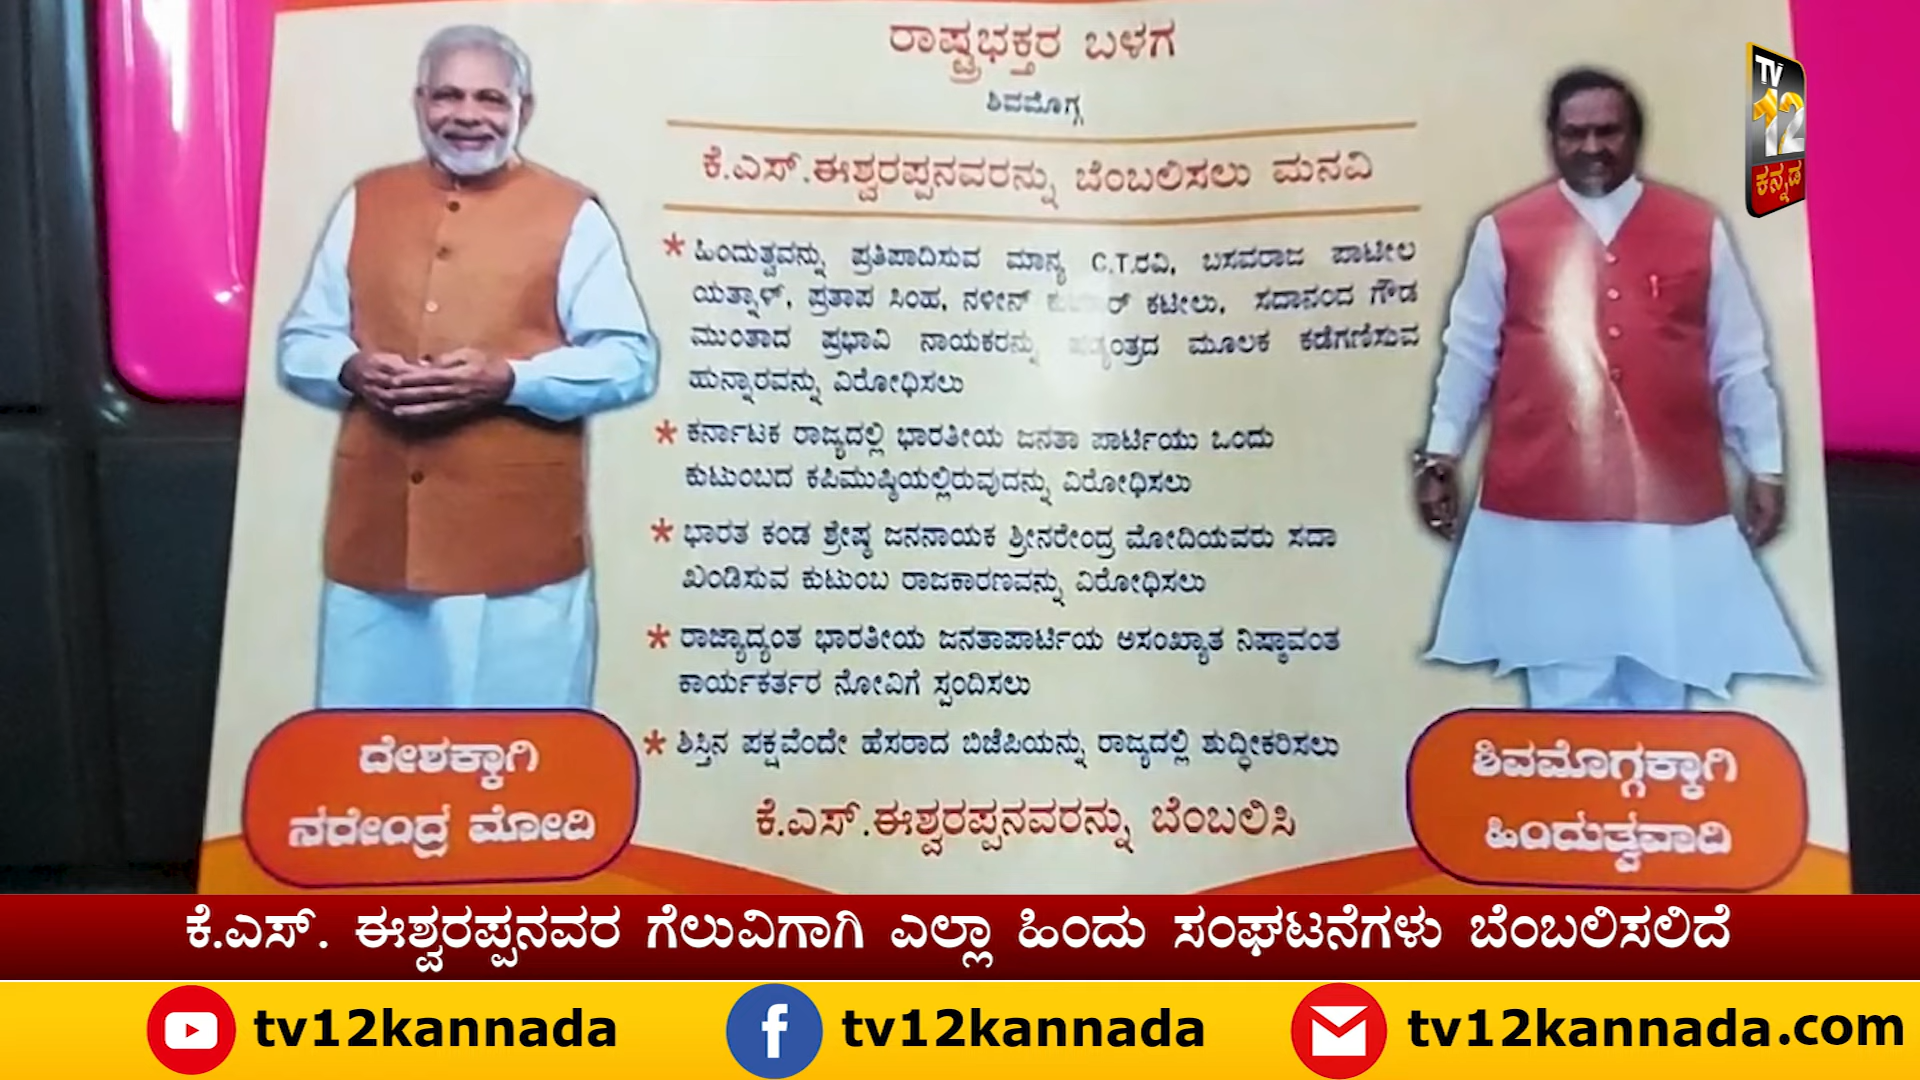 ರಾಷ್ಟ್ರಭಕ್ತರ ಬಳಗ
ಶಿವಮೊಗ್ಗ
ಕೆ.ಎಸ್.ಈಶ್ವರಪ್ಪನವರನ್ನು ಬೆಂಬಲಿಸಲು ಮನವಿ
* ಹಿಂದುತ್ವವನ್ನು ಪ್ರತಿಪಾದಿಸುವ ಮಾನ್ಯ C.T.ರವಿ, ಬಸವರಾಜ ಪಾಟೀಲ
ಯತ್ನಾಳ್, ಪ್ರತಾಪ ಸಿಂಹ, ನಳೀನ್ ಕಟೀಲು, ಸದಾನಂದ ಗೌಡ
ಮುಂತಾದ ಪ್ರಭಾವಿ ನಾಯಕರನ್ನು ಮೂಲಕ ಕಡೆಗಣಿಸುವ
ಹುನ್ನಾರವನ್ನು ವಿರೋಧಿಸಲು
* ಕರ್ನಾಟಕ ರಾಜ್ಯದಲ್ಲಿ ಭಾರತೀಯ ಜನತಾ ಪಾರ್ಟಿಯು ಒಂದು
ಕುಟುಂಬದ ಕಪಿಮುಷ್ಠಿಯಲ್ಲಿರುವುದನ್ನು ವಿರೋಧಿಸಲು
* ಭಾರತ ಕಂಡ ಶ್ರೇಷ್ಠ ಜನನಾಯಕ ಶ್ರೀನರೇಂದ್ರ ಮೋದಿಯವರು ಸದಾ
ಖಂಡಿಸುವ ಕುಟುಂಬ ರಾಜಕಾರಣವನ್ನು ವಿರೋಧಿಸಲು
* ರಾಜ್ಯಾದ್ಯಂತ ಭಾರತೀಯ ಜನತಾಪಾರ್ಟಿಯ ಅಸಂಖ್ಯಾತ ನಿಷ್ಠಾವಂತ
ಕಾರ್ಯಕರ್ತರ ನೋವಿಗೆ ಸ್ಪಂದಿಸಲು
* ಶಿಸ್ತಿನ ಪಕ್ಷವೆಂದೇ ಹೆಸರಾದ ಬಿಜೆಪಿಯನ್ನು ರಾಜ್ಯದಲ್ಲಿ ಶುದ್ಧೀಕರಿಸಲು
ಕೆ.ಎಸ್.ಈಶ್ವರಪ್ಪನವರನ್ನು ಬೆಂಬಲಿಸಿ
ದೇಶಕ್ಕಾಗಿ
ನರೇಂದ್ರ ಮೋದಿ
ಶಿವಮೊಗ್ಗಕ್ಕಾಗಿ
ಹಿಂದುತ್ವವಾದಿ
TV
12
ಕನ್ನಡ
ಕೆ.ಎಸ್. ಈಶ್ವರಪ್ಪನವರ ಗೆಲುವಿಗಾಗಿ ಎಲ್ಲಾ ಹಿಂದು ಸಂಘಟನೆಗಳು ಬೆಂಬಲಿಸಲಿದೆ
tv12kannada
tv12kannada
tv12kannada.com